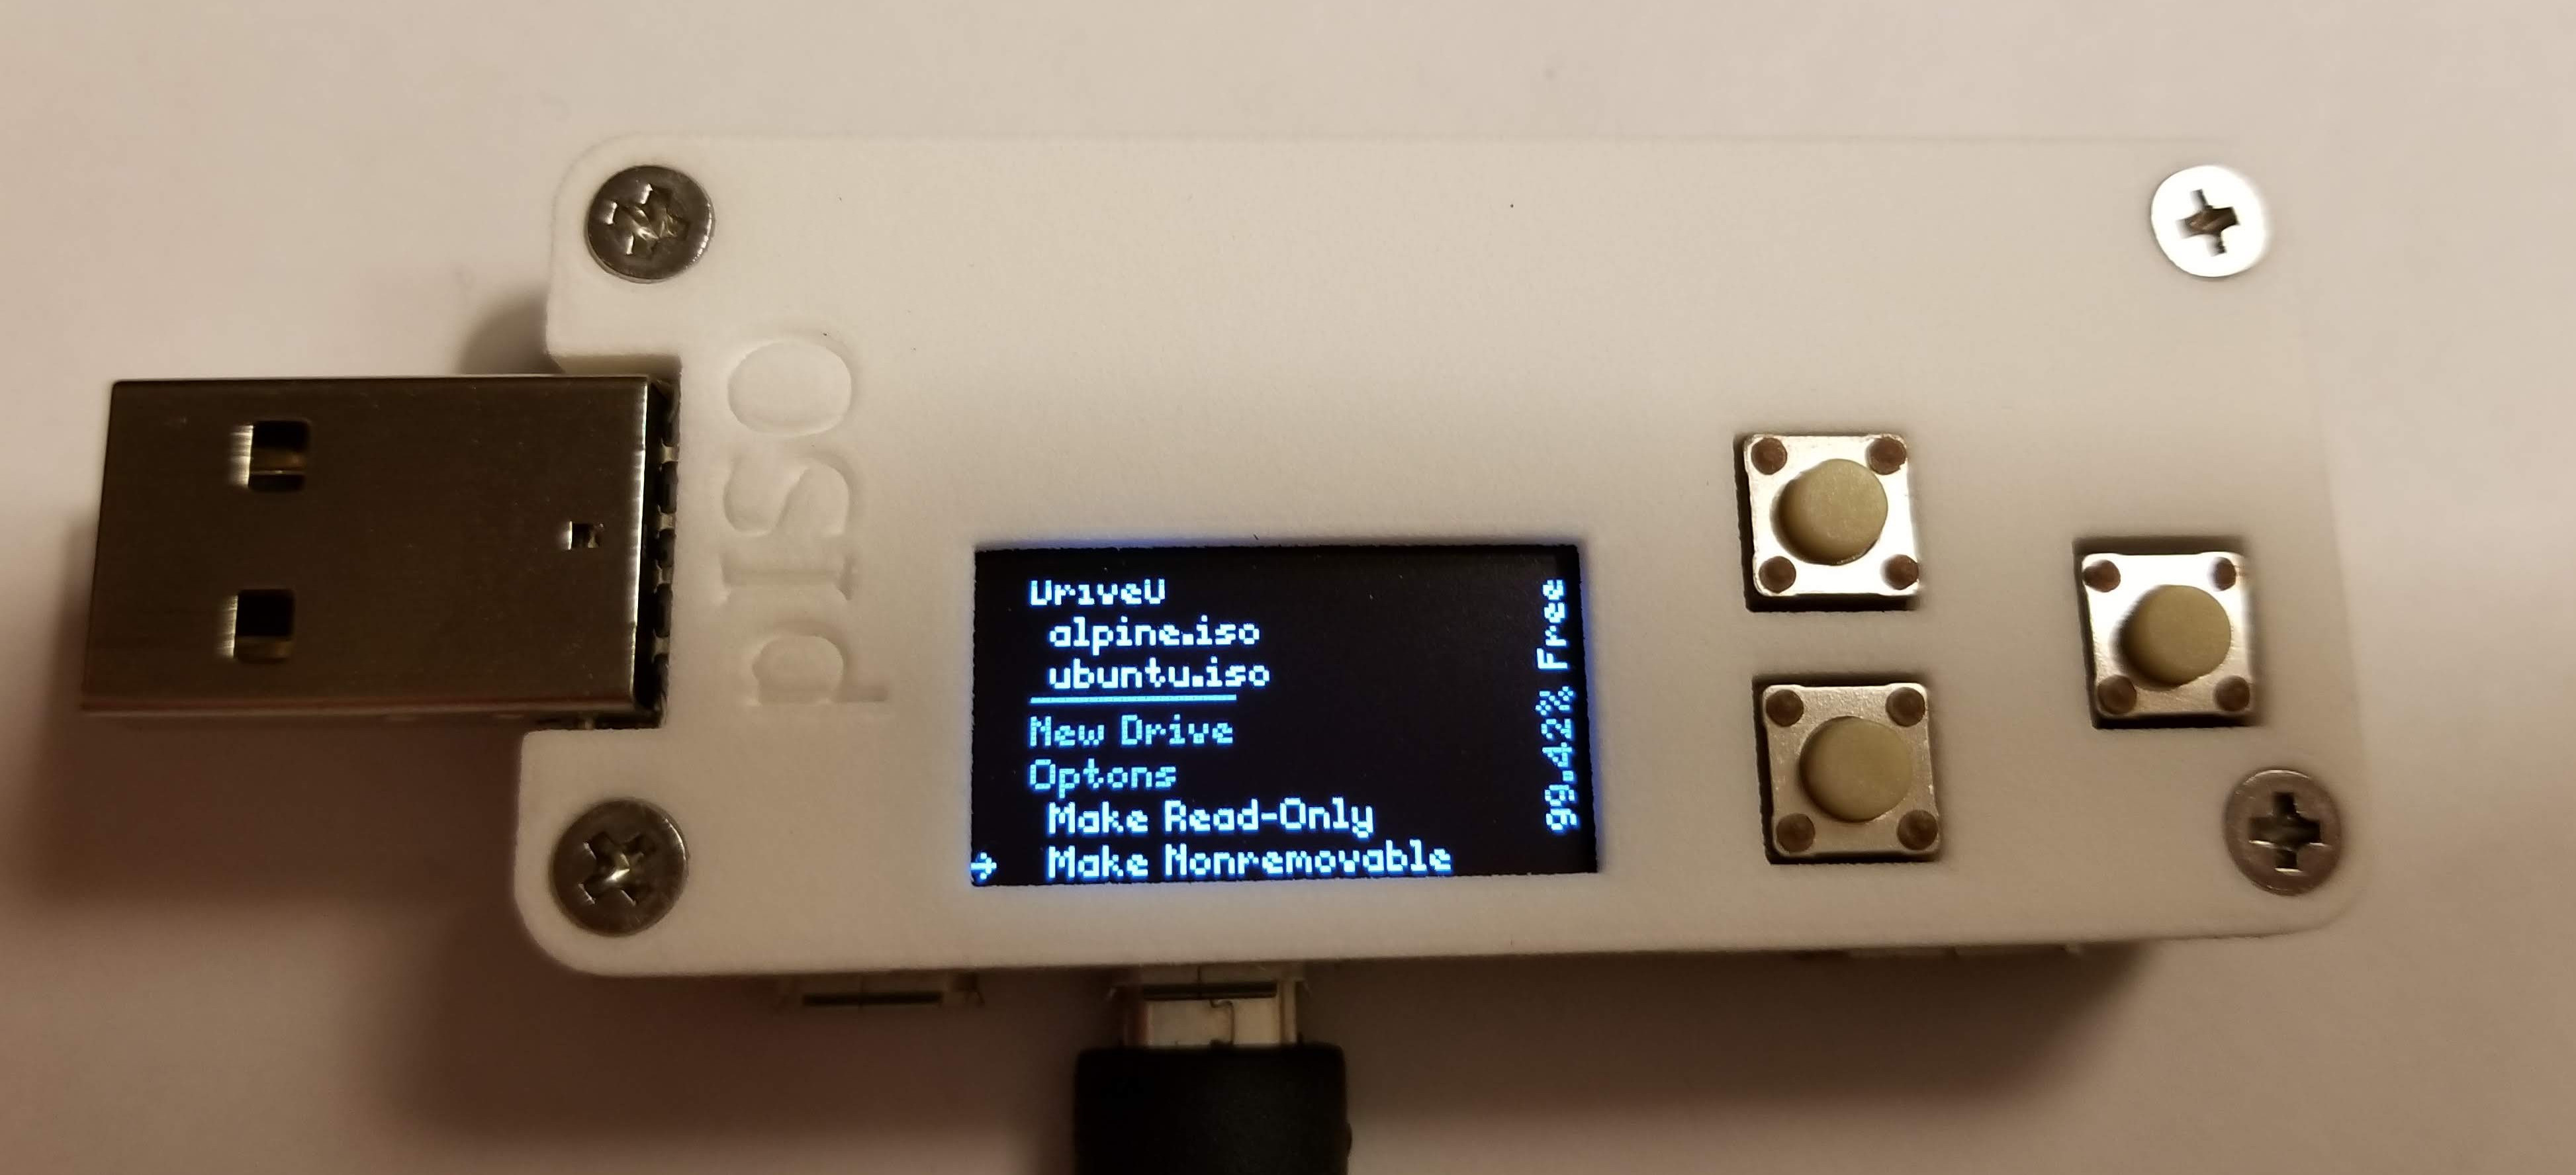 pISO
Drive0
alpine.iso
ubuntu.iso
New Drive
Optons
Make Read-Only
→ Make Nonremovable
99.42% Free